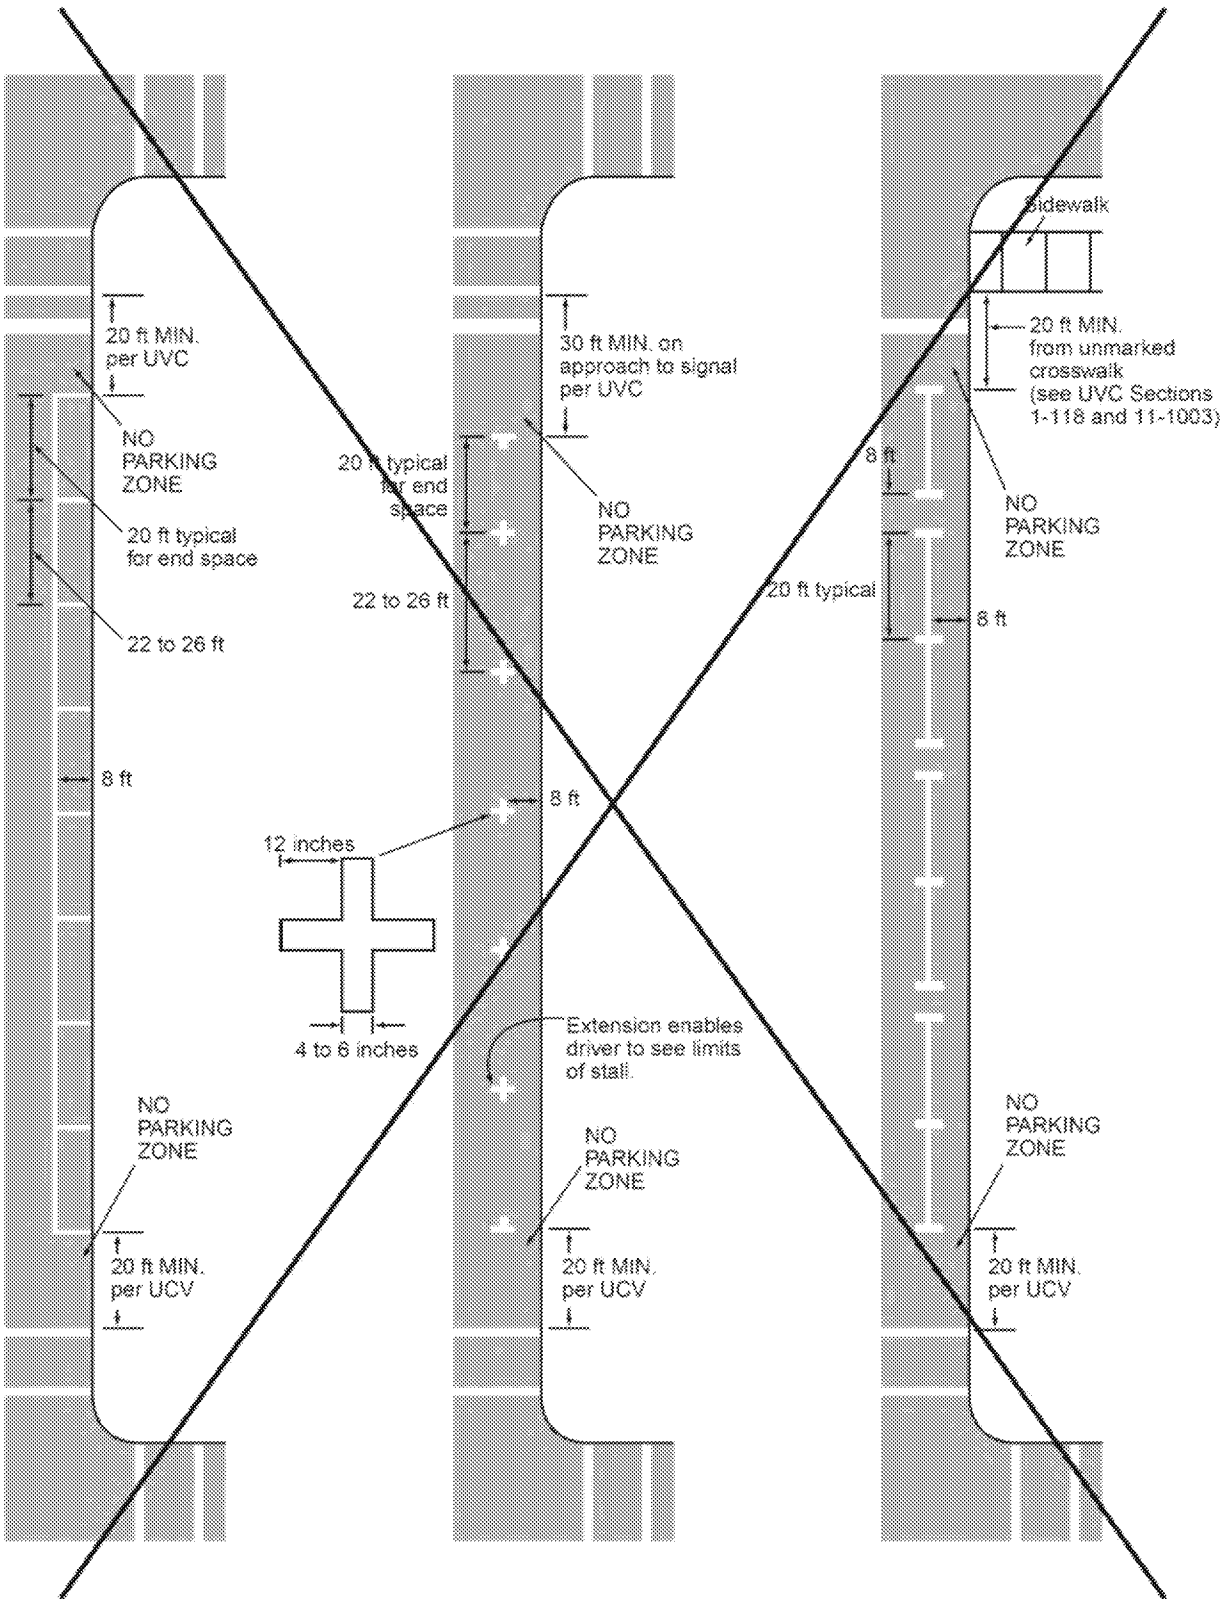 20 ft MIN.
per UVC
NO
PARKING
ZONE
20 ft typical
for end space
22 to 26 ft
8 ft
NO
PARKING
ZONE
20 ft MIN.
per UCV
30 ft MIN. on
approach to signal
per UVC
20 ft typical
for end
space
NO
PARKING
ZONE
22 to 26 ft
8 ft
12 inches
4 to 6 inches
Extension enables
driver to see limits
of stall.
NO
PARKING
ZONE
20 ft MIN.
per UCV
Sidewalk
20 ft MIN.
from unmarked
crosswalk
(see UVC Sections
1-118 and 11-1003)
8 ft
NO
PARKING
ZONE
20 ft typical
8 ft
NO
PARKING
ZONE
20 ft MIN.
per UCV